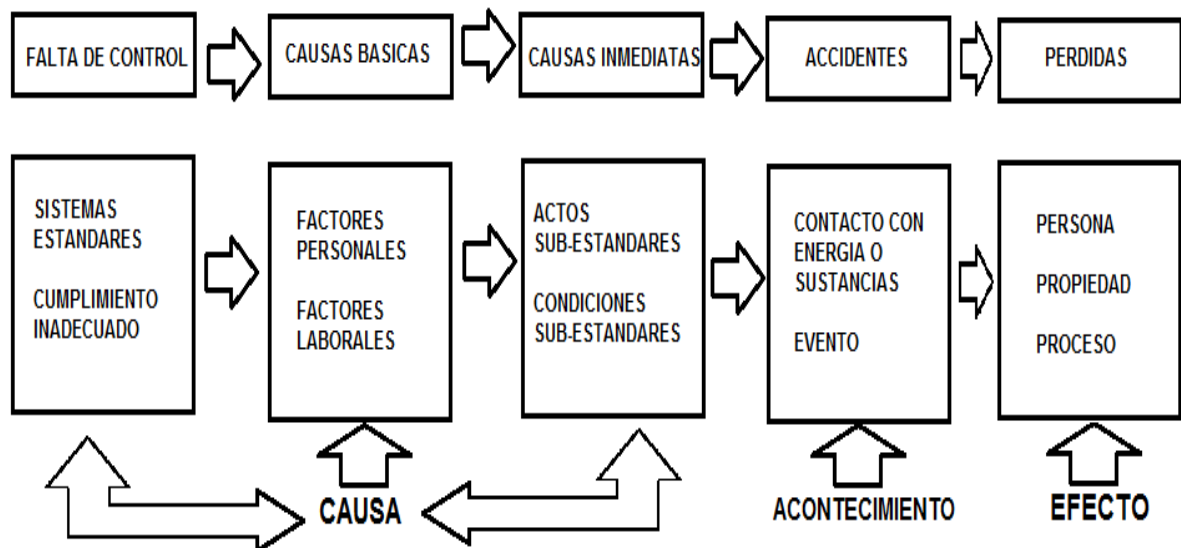 FALTA DE CONTROL
CAUSAS BASICAS
CAUSAS INMEDIATAS
ACCIDENTES
PERDIDAS
SISTEMAS
ESTANDARES
CUMPLIMIENTO
INADECUADO
FACTORES
PERSONALES
FACTORES
LABORALES
ACTOS
SUB-ESTANDARES
CONDICIONES
SUB-ESTANDARES
CONTACTO CON
ENERGIA O
SUSTANCIAS
EVENTO
PERSONA
PROPIEDAD
PROCESO
CAUSA
ACONTECIMIENTO
EFECTO